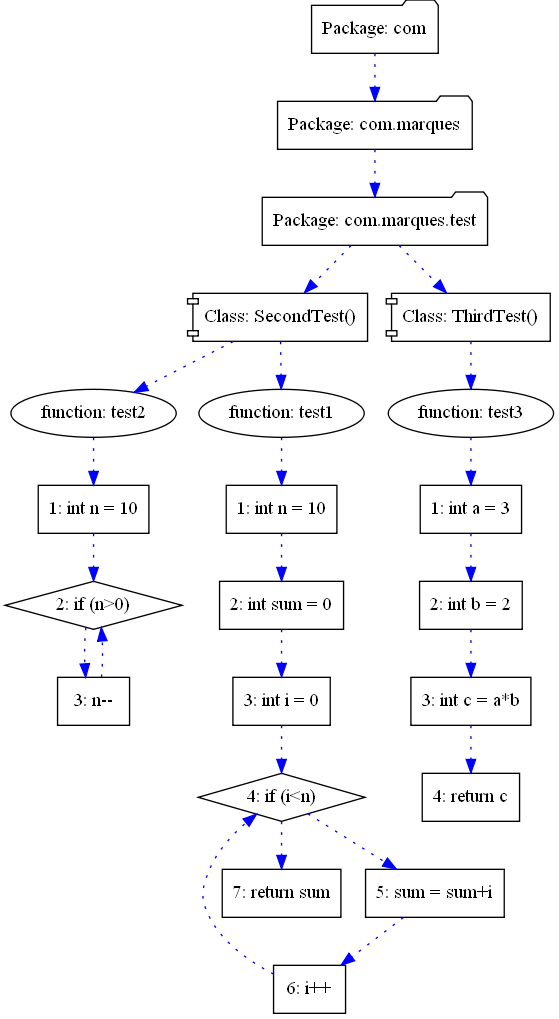 Package: com
Package: com.marques
Package: com.marques.test
Class: SecondTest()
Class: ThirdTest()
function: test2
function: test1
function: test3
1: int n = 10
1: int n = 10
1: int a = 3
2: if (n>0)
2: int sum = 0
2: int b = 2
3: n--
3: int i = 0
3: int c = a*b
4: if (i<n)
4: return c
7: return sum
5: sum = sum+i
6: i++